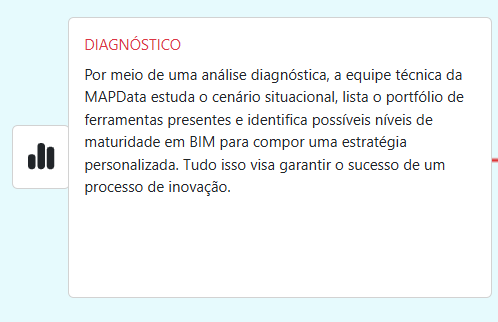 DIAGNÓSTICO
Por meio de uma análise diagnóstica, a equipe técnica da
MAPData estuda o cenário situacional, lista o portfólio de
ferramentas presentes e identifica possíveis níveis de
maturidade em BIM para compor uma estratégia
personalizada. Tudo isso visa garantir o sucesso de um
processo de inovação.